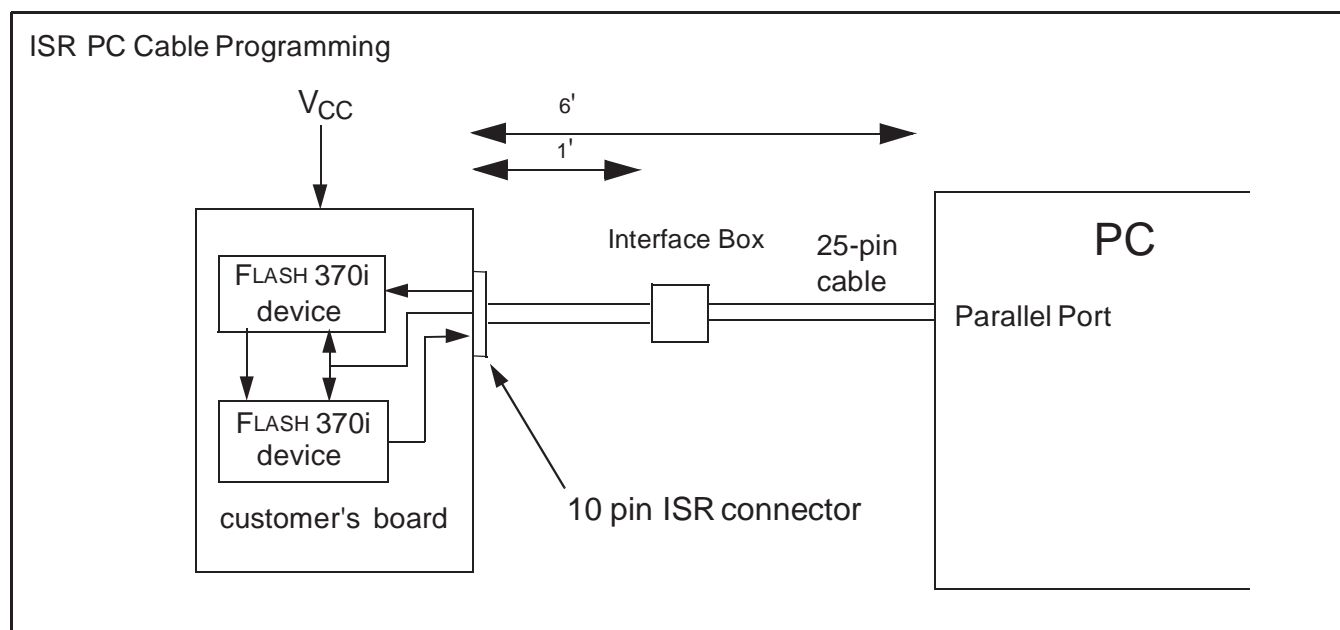 ISR PC Cable Programming
VCC
6'
1'
Interface Box
25-pin
cable
PC
Parallel Port
FLASH 370i
device
FLASH 370i
device
customer's board
10 pin ISR connector